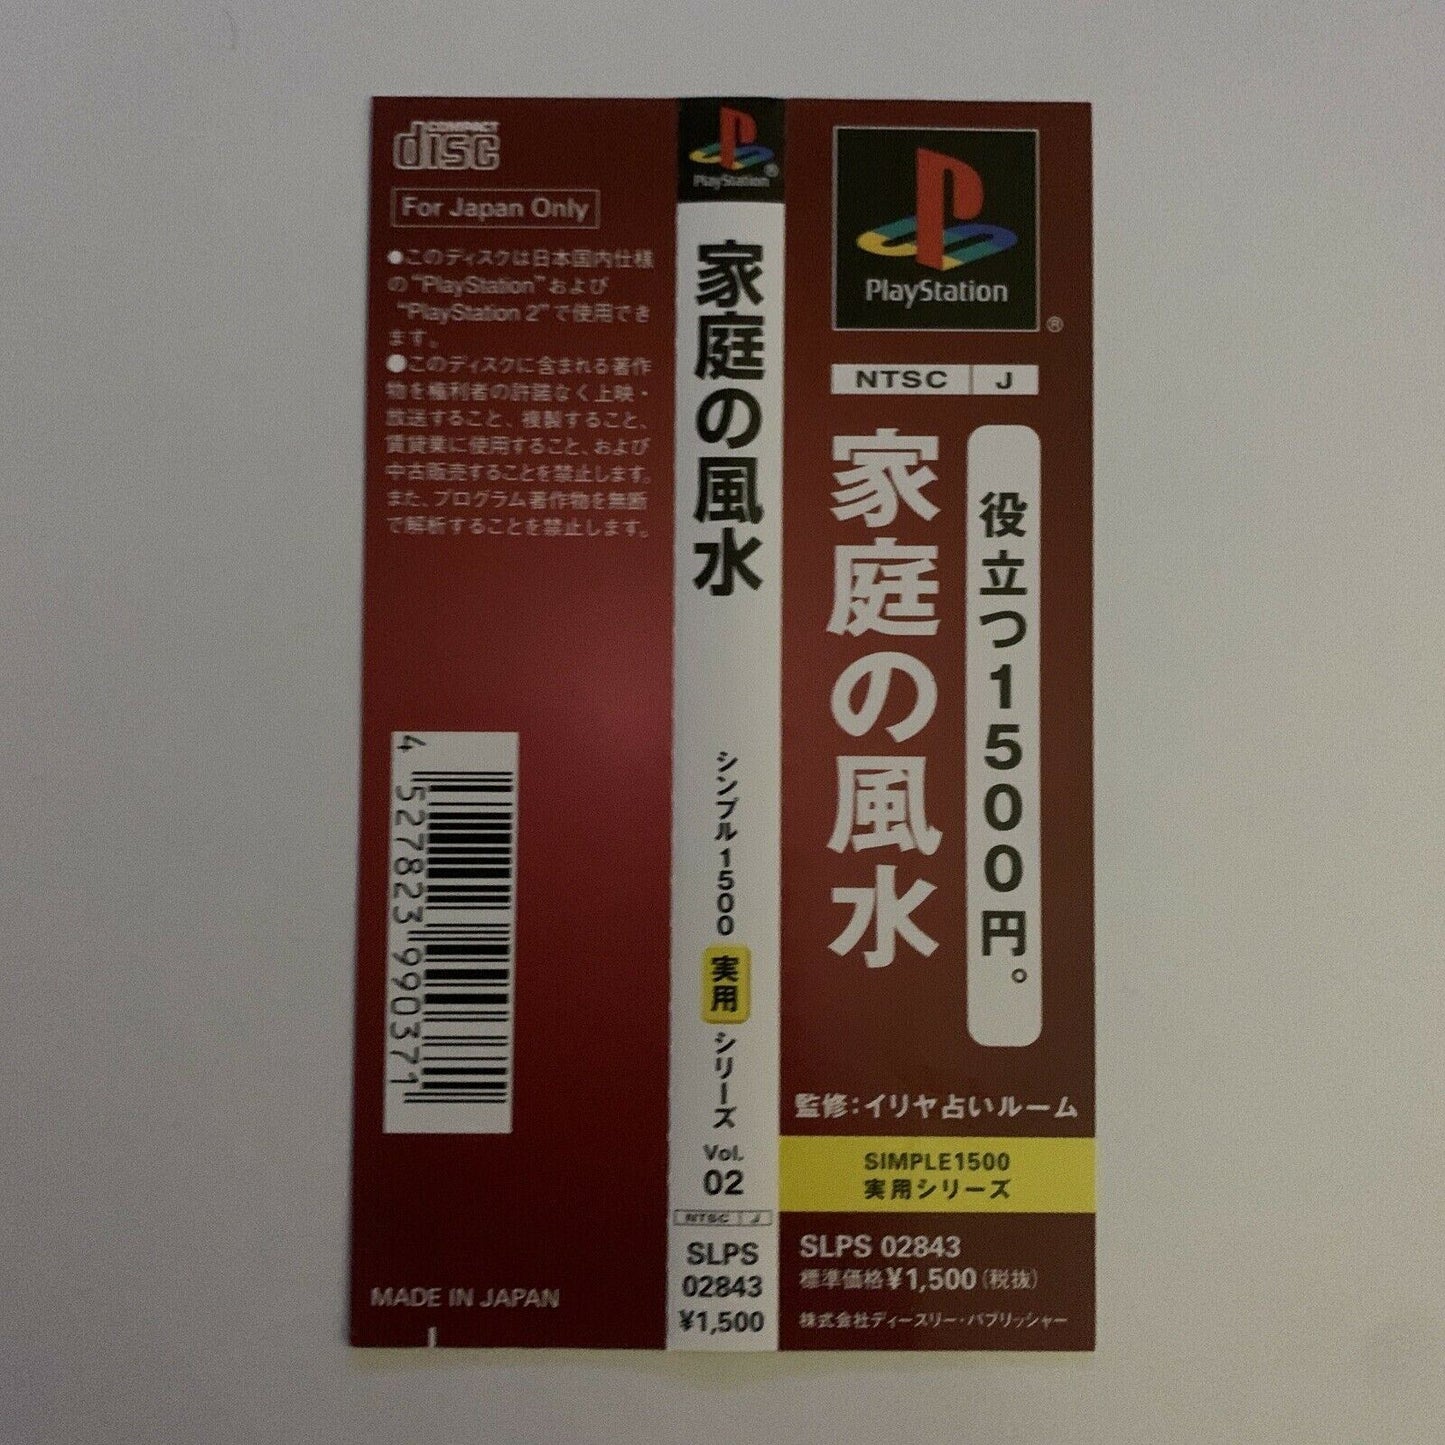 COMPACT
disc
For Japan Only
●このディスクは日本国内仕様
の“PlayStation”および
“PlayStation 2”で使用でき
ます。
●このディスクに含まれる著作
物を権利者の許諾なく上映・
放送すること、複製すること、
賃貸業に使用すること、および
中古販売することを禁止します。
また、プログラム著作物を無断
で解析することを禁止します。
4 527823 990371
MADE IN JAPAN
PlayStation®
家庭の風水
シンプル1500
実用
シリーズ
Vol.
02
NTSC J
SLPS
02843
¥1,500
PlayStation
®
NTSC J
役立つ1500円。
家庭の風水
監修:イリヤ占いルーム
SIMPLE1500
実用シリーズ
SLPS 02843
標準価格¥1,500(税抜)
株式会社ディースリー・パブリッシャー